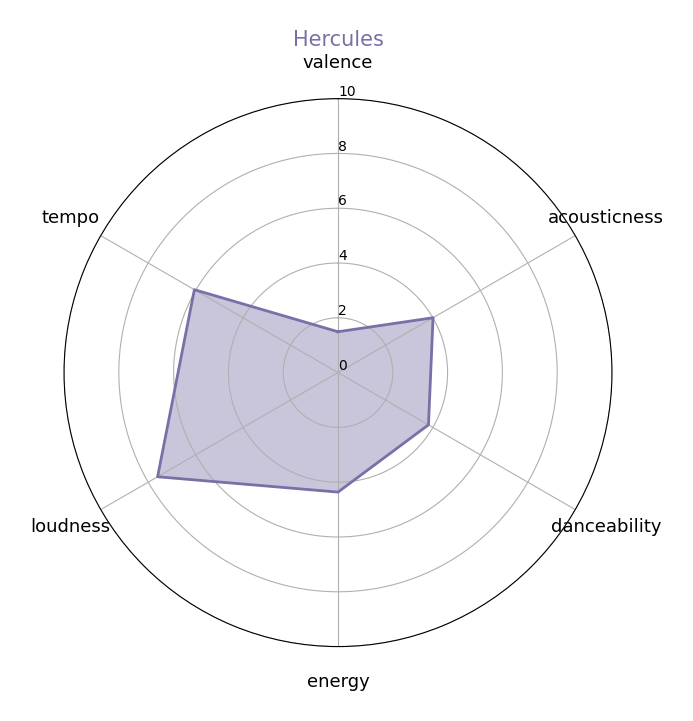 Hercules
valence
10
8
tempo
acousticness
6
4
2
0
loudness
danceability
energy